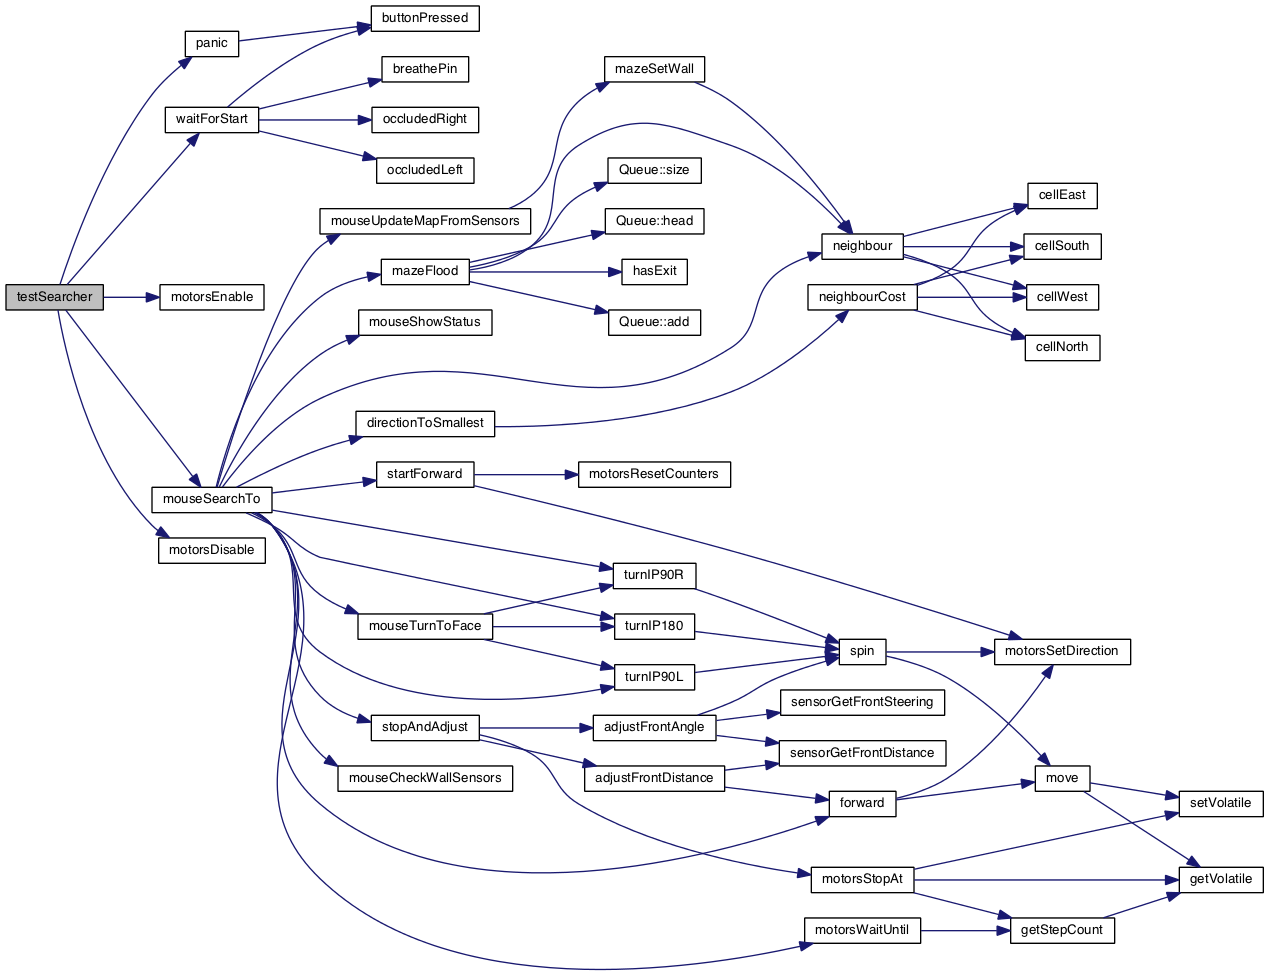 buttonPressed
panic
breathePin
mazeSetWall
waitForStart
occludedRight
occludedLeft
Queue::size
cellEast
mouseUpdateMapFromSensors
Queue::head
neighbour
cellSouth
mazeFlood
hasExit
testSearcher
motorsEnable
neighbourCost
cellWest
mouseShowStatus
Queue::add
cellNorth
directionToSmallest
startForward
motorsResetCounters
mouseSearchTo
motorsDisable
turnIP90R
mouseTurnToFace
turnIP180
spin
motorsSetDirection
turnIP90L
sensorGetFrontSteering
stopAndAdjust
adjustFrontAngle
sensorGetFrontDistance
mouseCheckWallSensors
adjustFrontDistance
move
forward
setVolatile
motorsStopAt
getVolatile
motorsWaitUntil
getStepCount